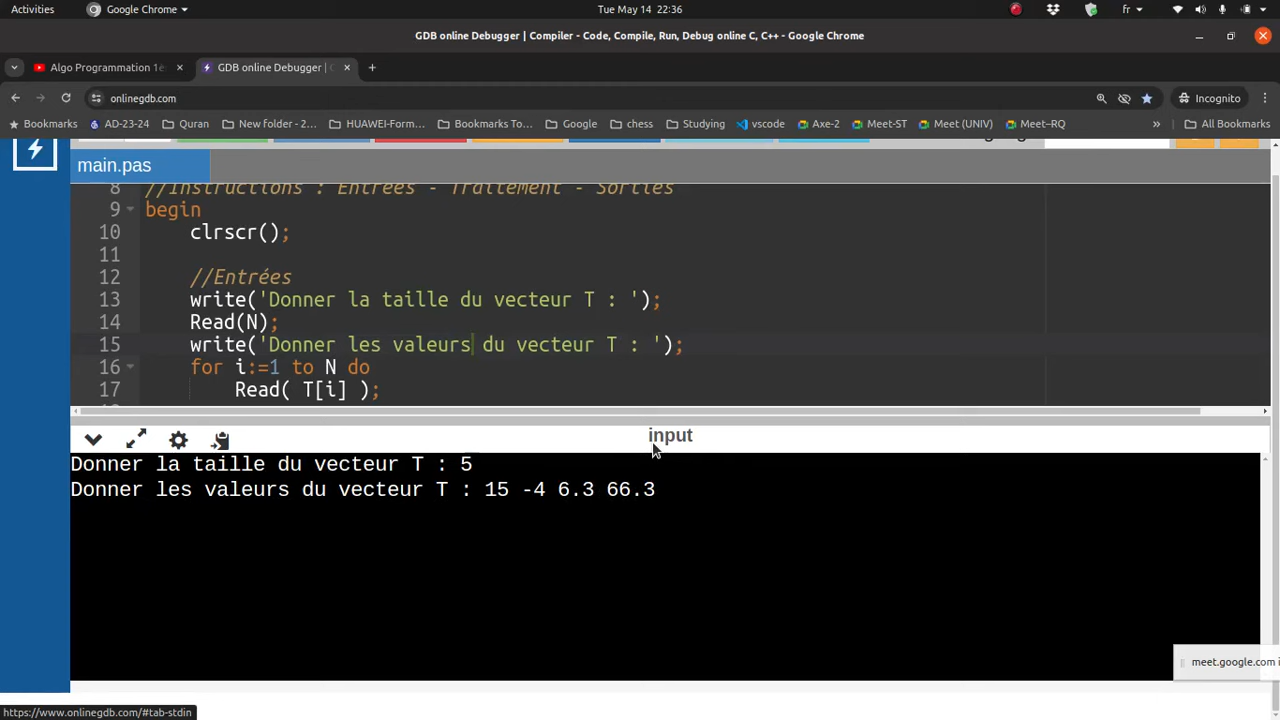 Activities Google Chrome Tue May 14 22:36 fr
GDB online Debugger | Compiler - Code, Compile, Run, Debug online C, C++ - Google Chrome
Algo Programmation 1è GDB online Debugger |
onlinegdb.com Incognito
Bookmarks AD-23-24 Quran New folder - 2... HUAWEI-Form... Bookmarks To... Google chess Studying vscode Axe-2 Meet-ST Meet (UNIV) Meet–RQ » All Bookmarks
main.pas
8 //Instructions : Entrées - Traitement - Sorties
9 begin
10 clrscr();
11
12 //Entrées
13 write('Donner la taille du vecteur T : ');
14 Read(N);
15 write('Donner les valeurs du vecteur T : ');
16 for i:=1 to N do
17 Read( T[i] );
input
Donner la taille du vecteur T : 5
Donner les valeurs du vecteur T : 15 -4 6.3 66.3
meet.google.com i
https://www.onlinegdb.com/#tab-stdin